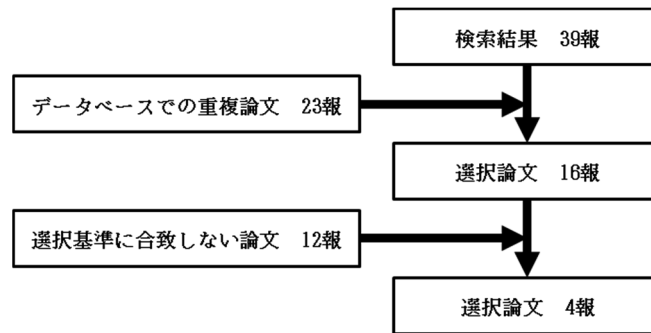 検索結果　39報
データベースでの重複論文　23報
選択論文　16報
選択基準に合致しない論文　12報
選択論文　4報